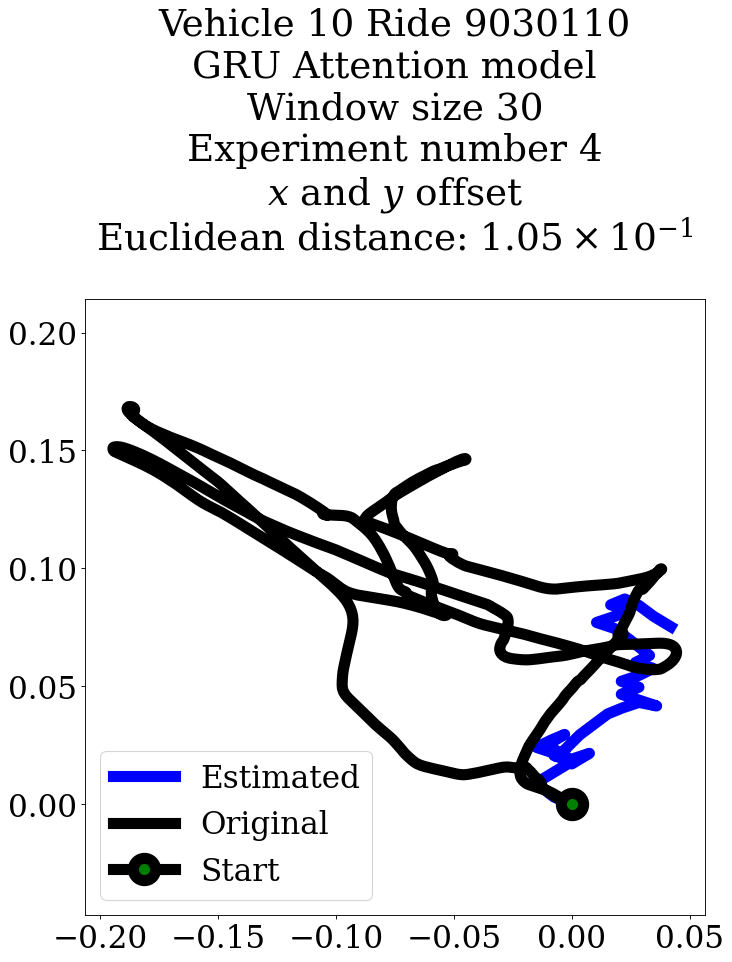 Vehicle 10 Ride 9030110
GRU Attention model
Window size 30
Experiment number 4
x and y offset
Euclidean distance: 1.05 × 10⁻¹
0.20
0.15
0.10
0.05
0.00
Estimated
Original
Start
−0.20 −0.15 −0.10 −0.05 0.00 0.05